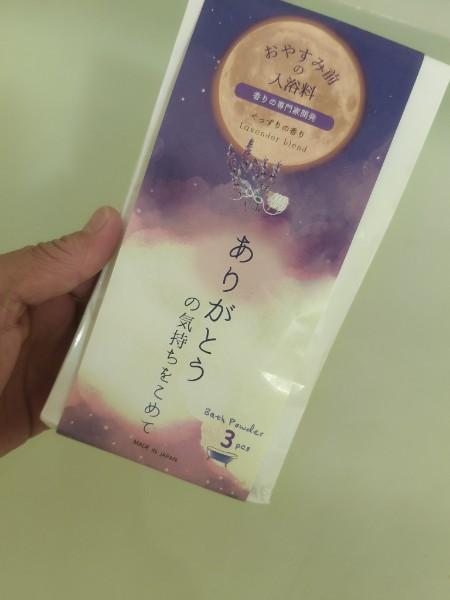 おやすみ前
の
入浴料
香りの専門家開発
ぐっすりの香り
Lavender blend
ありがとう
の気持ちをこめて
Bath Powder
3 pcs
MADE IN JAPAN